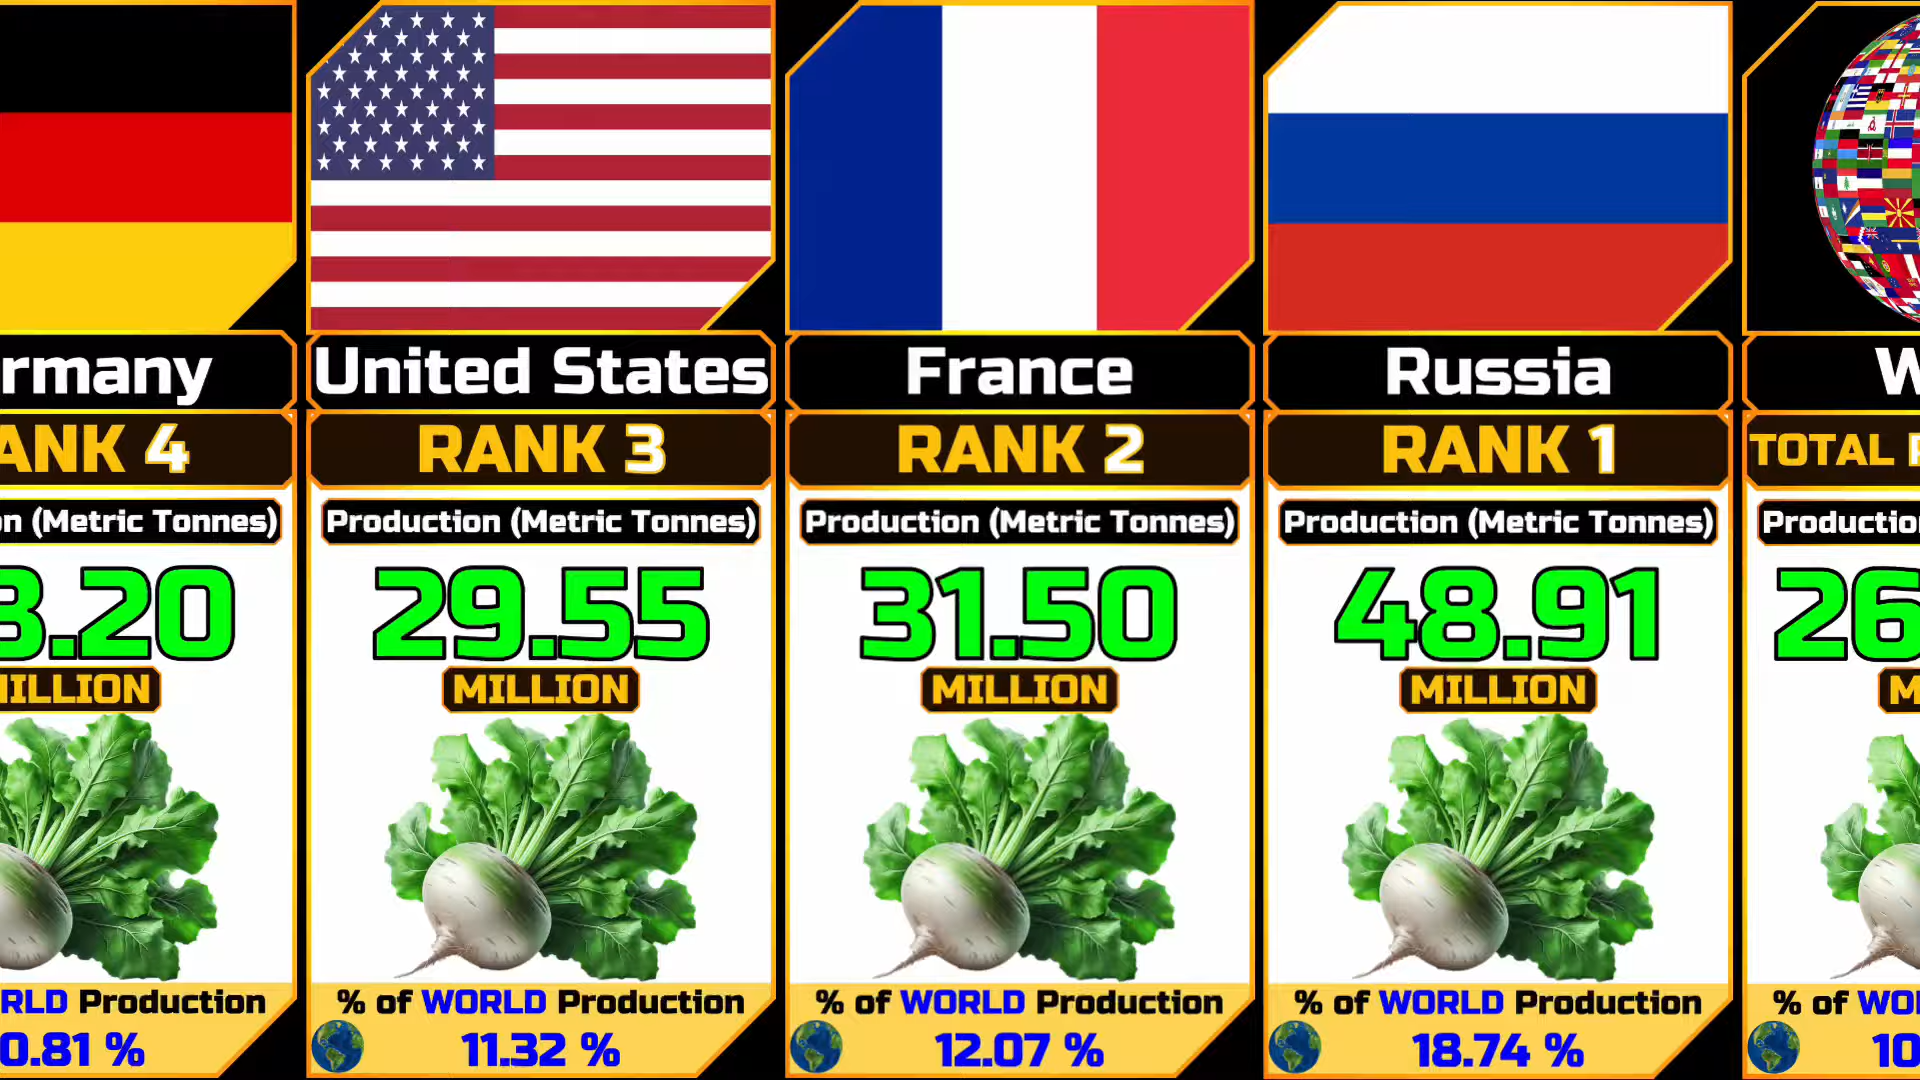 rmany
ANK 4
n (Metric Tonnes)
3.20
MILLION
RLD Production
0.81 %
United States
RANK 3
Production (Metric Tonnes)
29.55
MILLION
% of WORLD Production
11.32 %
France
RANK 2
Production (Metric Tonnes)
31.50
MILLION
% of WORLD Production
12.07 %
Russia
RANK 1
Production (Metric Tonnes)
48.91
MILLION
% of WORLD Production
18.74 %
W
TOTAL
Productio
26
M
% of WO
10